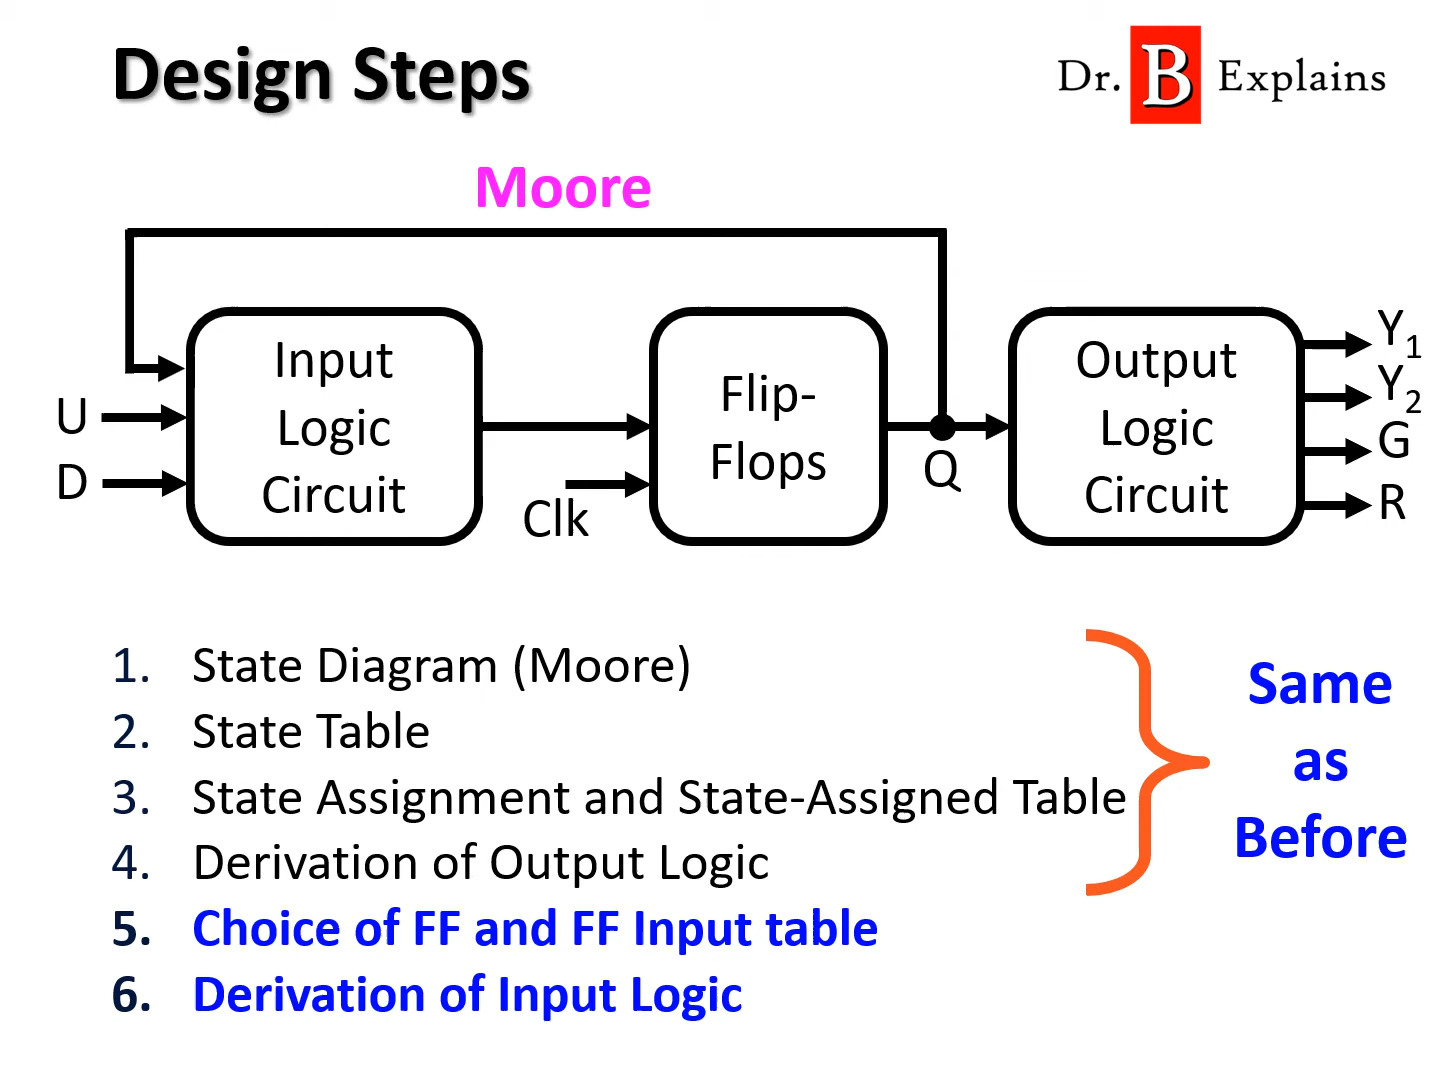 Design Steps
Dr. B Explains
Moore
Input
Logic
Circuit
Flip-
Flops
Output
Logic
Circuit
U
D
Clk
Q
Y1
Y2
G
R
1. State Diagram (Moore)
2. State Table
3. State Assignment and State-Assigned Table
4. Derivation of Output Logic
5. Choice of FF and FF Input table
6. Derivation of Input Logic
Same
as
Before